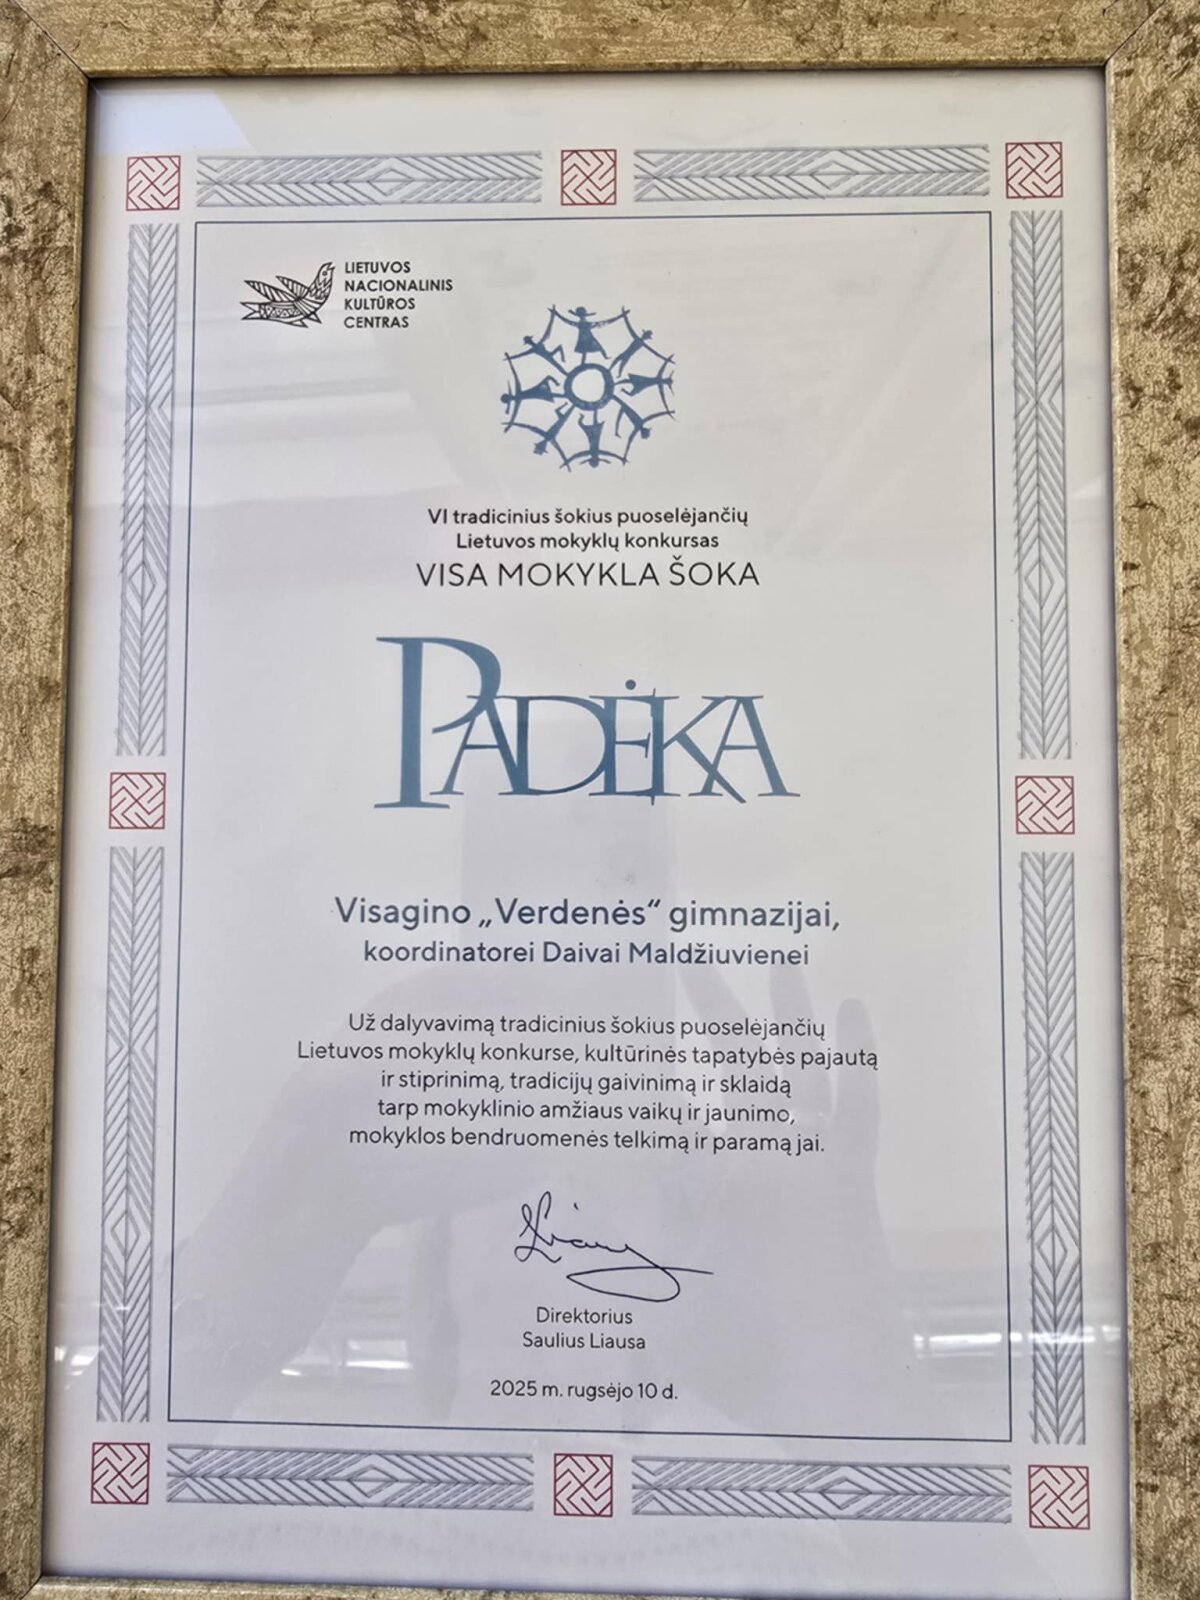 LIETUVOS
NACIONALINIS
KULTŪROS
CENTRAS
VI tradicinius šokius puoselėjančių
Lietuvos mokyklų konkursas
VISA MOKYKLA ŠOKA
PADĖKA
Visagino „Verdenės“ gimnazijai,
koordinatorei Daivai Maldžiuvienei
Už dalyvavimą tradicinius šokius puoselėjančių
Lietuvos mokyklų konkurse, kultūrinės tapatybės pajautą
ir stiprinimą, tradicijų gaivinimą ir sklaidą
tarp mokyklinio amžiaus vaikų ir jaunimo,
mokyklos bendruomenės telkimą ir paramą jai.
Direktorius
Saulius Liausa
2025 m. rugsėjo 10 d.